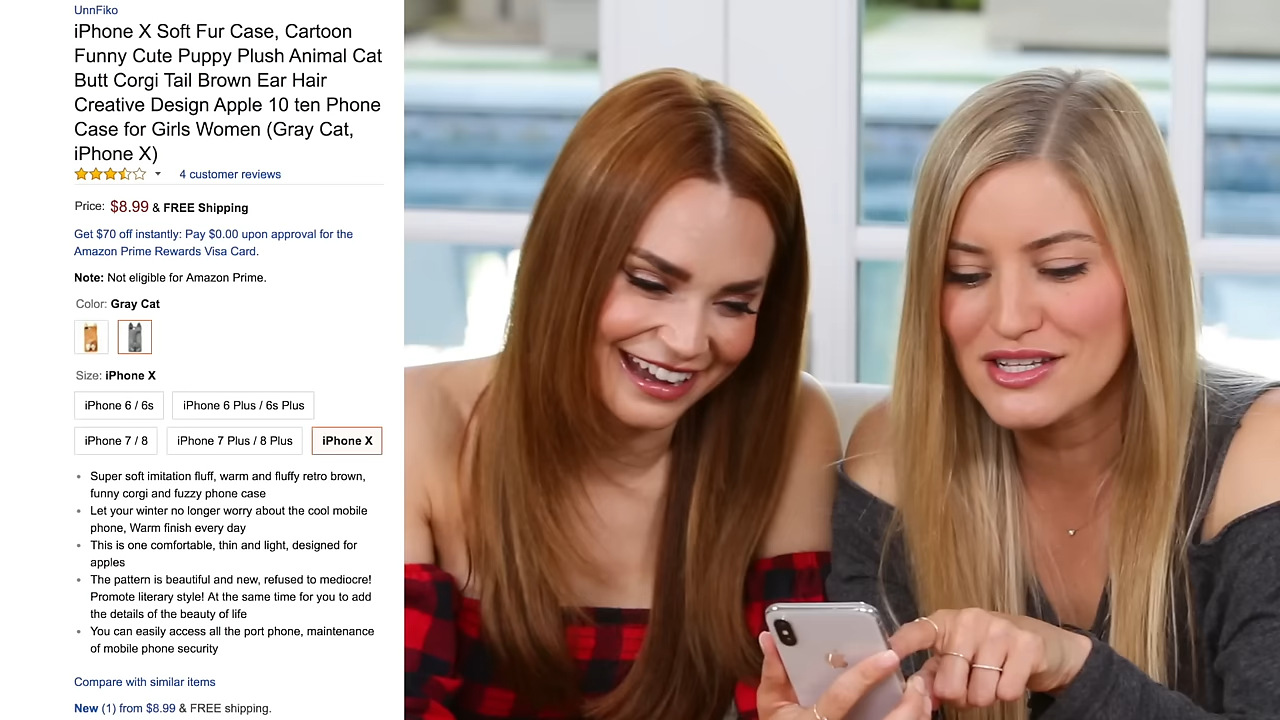 UnnFiko
iPhone X Soft Fur Case, Cartoon
Funny Cute Puppy Plush Animal Cat
Butt Corgi Tail Brown Ear Hair
Creative Design Apple 10 ten Phone
Case for Girls Women (Gray Cat,
iPhone X)
4 customer reviews
Price: $8.99 & FREE Shipping
Get $70 off instantly: Pay $0.00 upon approval for the
Amazon Prime Rewards Visa Card.
Note: Not eligible for Amazon Prime.
Color: Gray Cat
Size: iPhone X
iPhone 6 / 6s iPhone 6 Plus / 6s Plus
iPhone 7 / 8 iPhone 7 Plus / 8 Plus iPhone X
• Super soft imitation fluff, warm and fluffy retro brown,
funny corgi and fuzzy phone case
• Let your winter no longer worry about the cool mobile
phone, Warm finish every day
• This is one comfortable, thin and light, designed for
apples
• The pattern is beautiful and new, refused to mediocre!
Promote literary style! At the same time for you to add
the details of the beauty of life
• You can easily access all the port phone, maintenance
of mobile phone security
Compare with similar items
New (1) from $8.99 & FREE shipping.